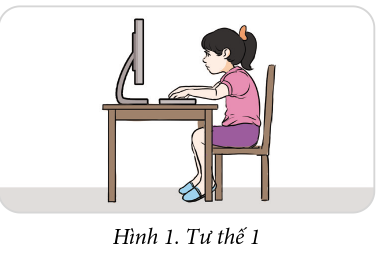 Hình 1. Tư thế 1